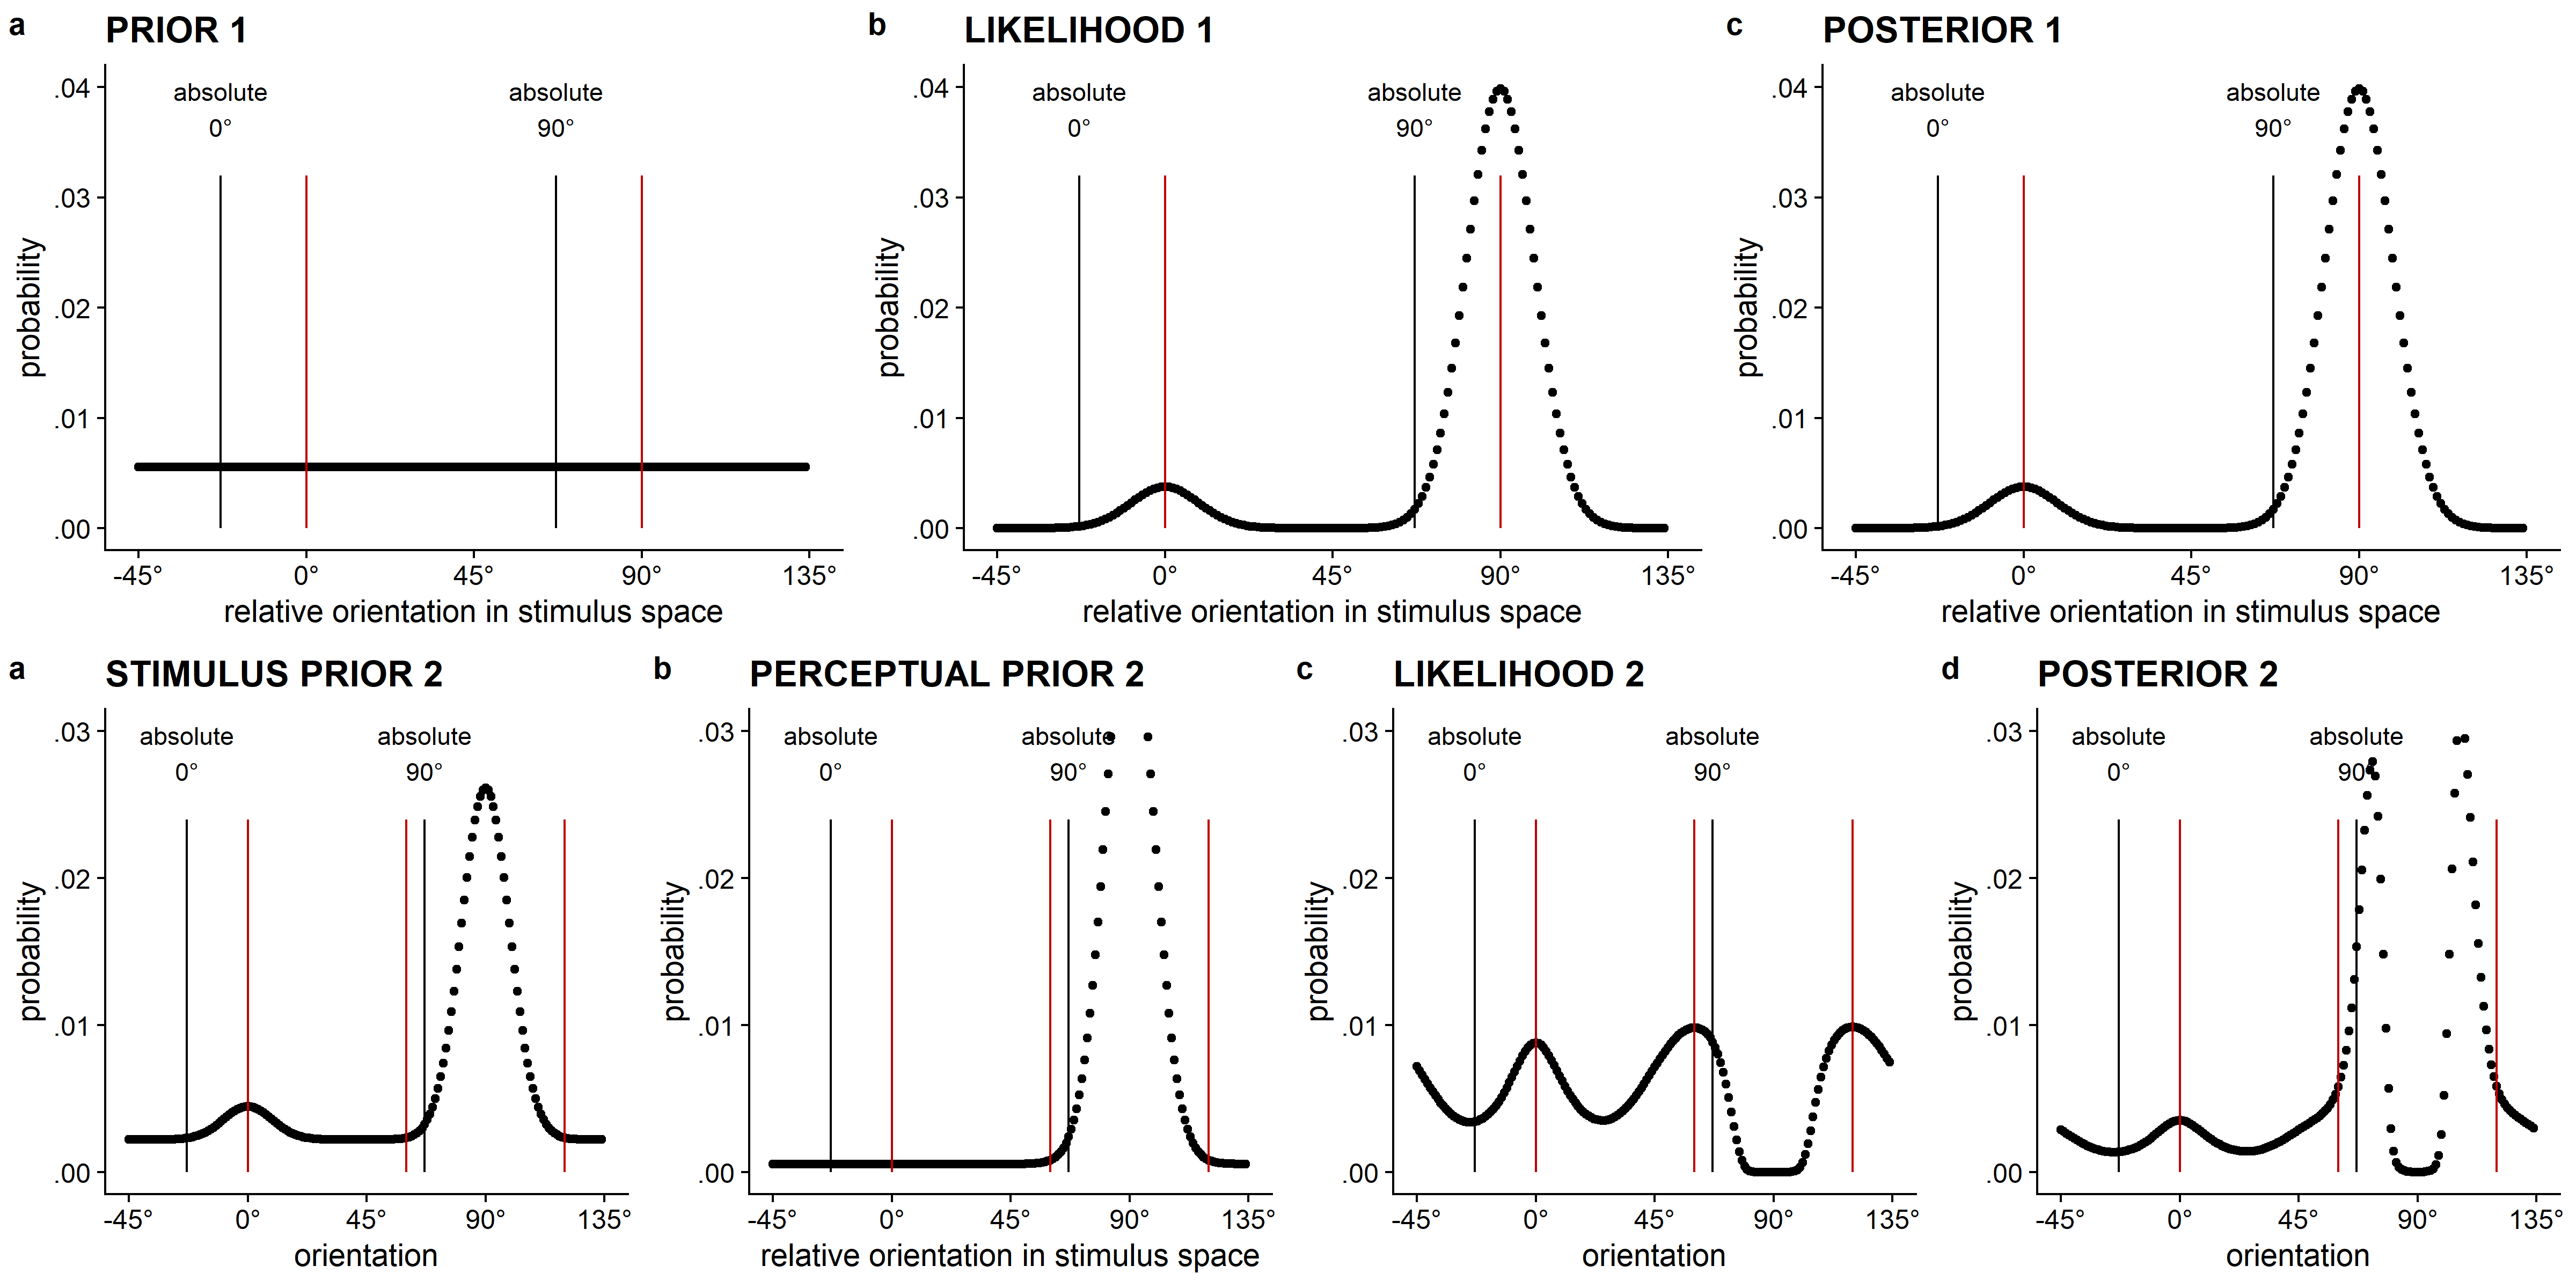 a PRIOR 1
absolute 0°
absolute 90°
.04
.03
.02
.01
.00
probability
-45° 0° 45° 90° 135°
relative orientation in stimulus space
b LIKELIHOOD 1
absolute 0°
absolute 90°
.04
.03
.02
.01
.00
probability
-45° 0° 45° 90° 135°
relative orientation in stimulus space
c POSTERIOR 1
absolute 0°
absolute 90°
.04
.03
.02
.01
.00
probability
-45° 0° 45° 90° 135°
relative orientation in stimulus space
a STIMULUS PRIOR 2
absolute 0°
absolute 90°
.03
.02
.01
.00
probability
-45° 0° 45° 90° 135°
orientation
b PERCEPTUAL PRIOR 2
absolute 0°
absolute 90°
.03
.02
.01
.00
probability
-45° 0° 45° 90° 135°
relative orientation in stimulus space
c LIKELIHOOD 2
absolute 0°
absolute 90°
.03
.02
.01
.00
probability
-45° 0° 45° 90° 135°
orientation
d POSTERIOR 2
absolute 0°
absolute 90
.03
.02
.01
.00
probability
-45° 0° 45° 90° 135°
orientation